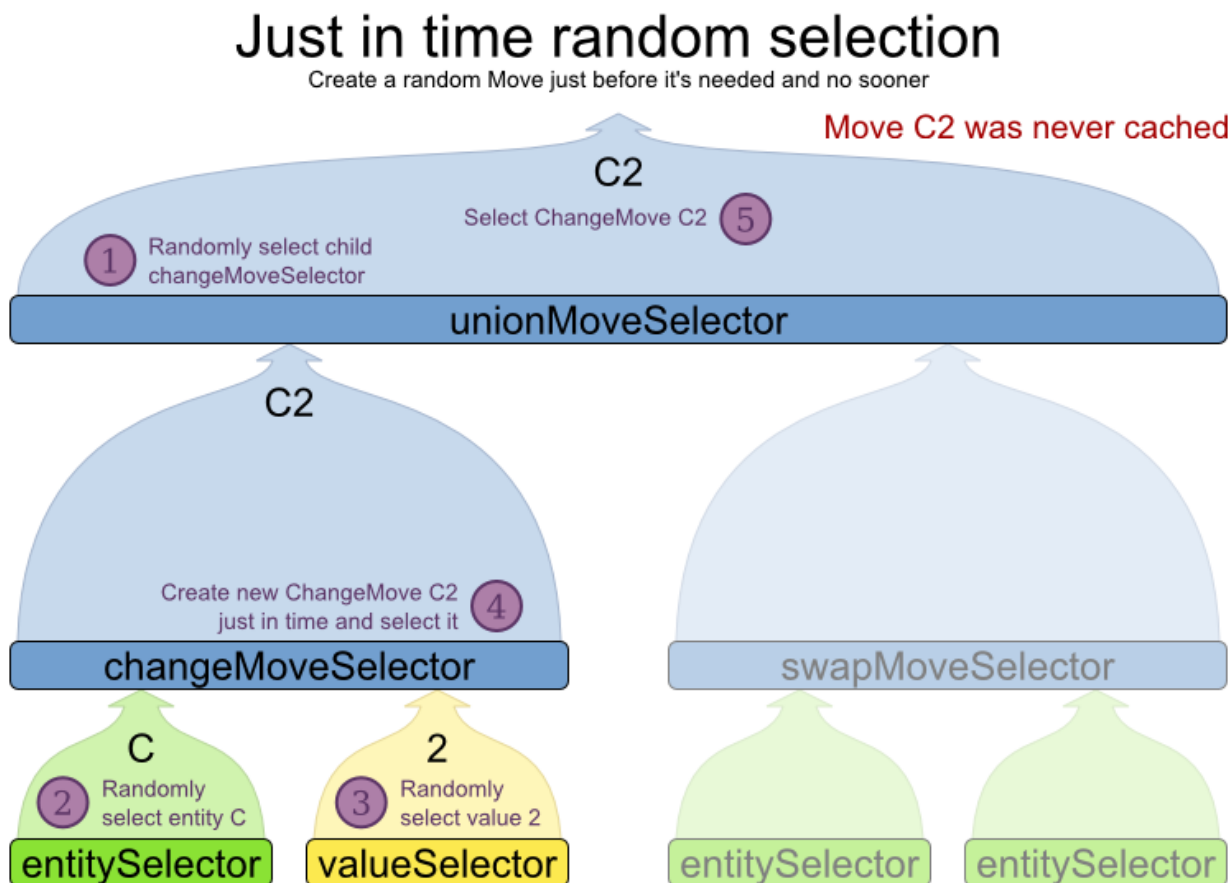 Just in time random selection
Create a random Move just before it's needed and no sooner
Move C2 was never cached
C2
Select ChangeMove C2 5
1 Randomly select child
changeMoveSelector
unionMoveSelector
C2
Create new ChangeMove C2
just in time and select it
4
changeMoveSelector
swapMoveSelector
C
2
2 Randomly
select entity C
3 Randomly
select value 2
entitySelector
valueSelector
entitySelector
entitySelector